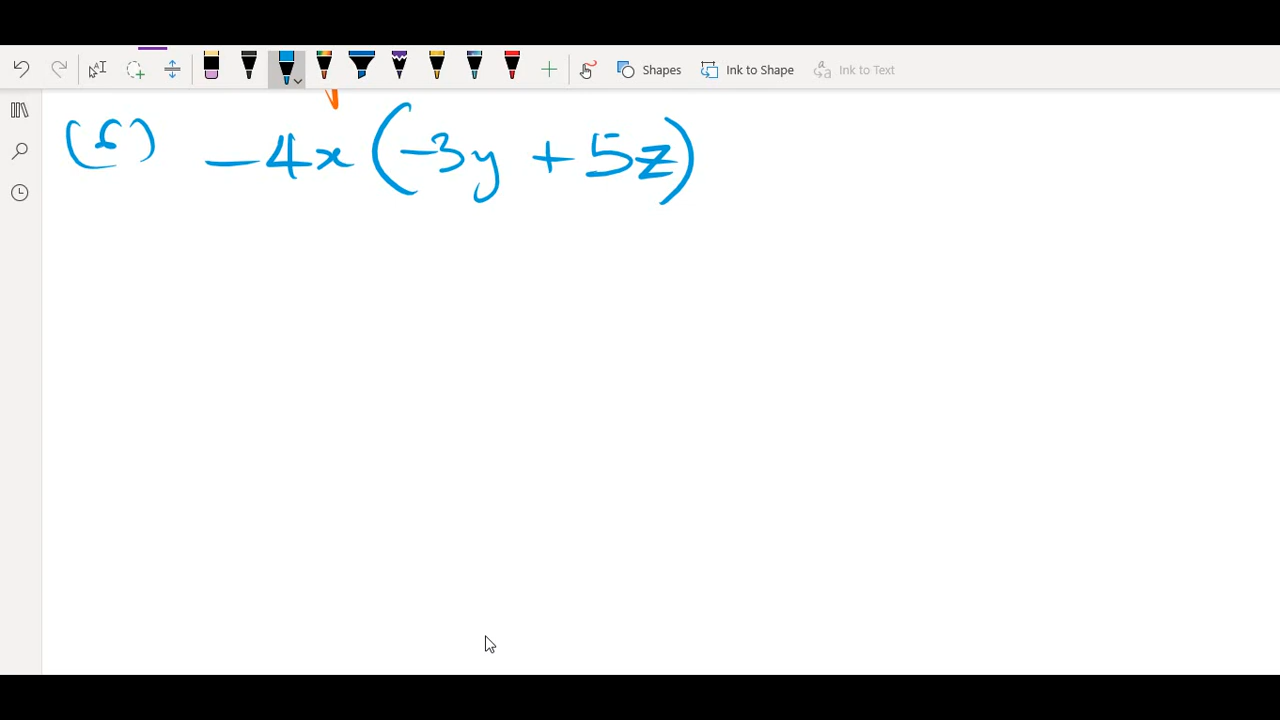 Shapes Ink to Shape Ink to Text
(f) -4x (-3y + 5z)